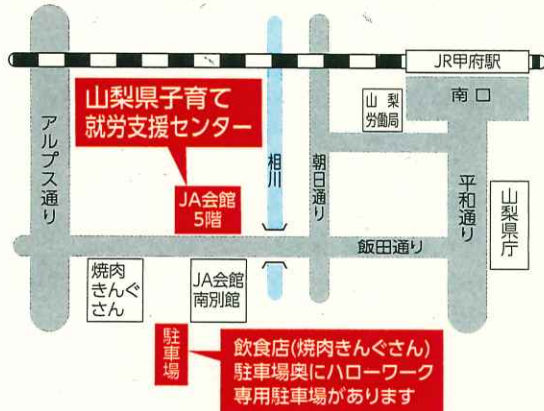 JR甲府駅
南口
山梨
労働局
山梨県子育て
就労支援センター
アルプス通り
相川
朝日通り
平和通り
山梨県庁
JA会館
5階
飯田通り
焼肉
きんぐ
さん
JA会館
南別館
駐車場
飲食店(焼肉きんぐさん)
駐車場奥にハローワーク
専用駐車場があります